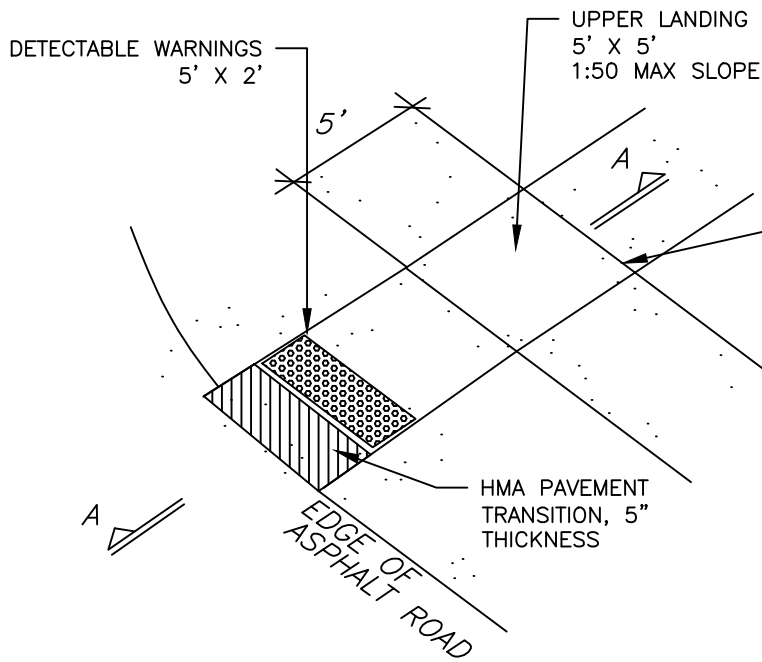 DETECTABLE WARNINGS
5' X 2'
UPPER LANDING
5' X 5'
1:50 MAX SLOPE
5'
A
A
HMA PAVEMENT
TRANSITION, 5"
THICKNESS
EDGE OF
ASPHALT ROAD